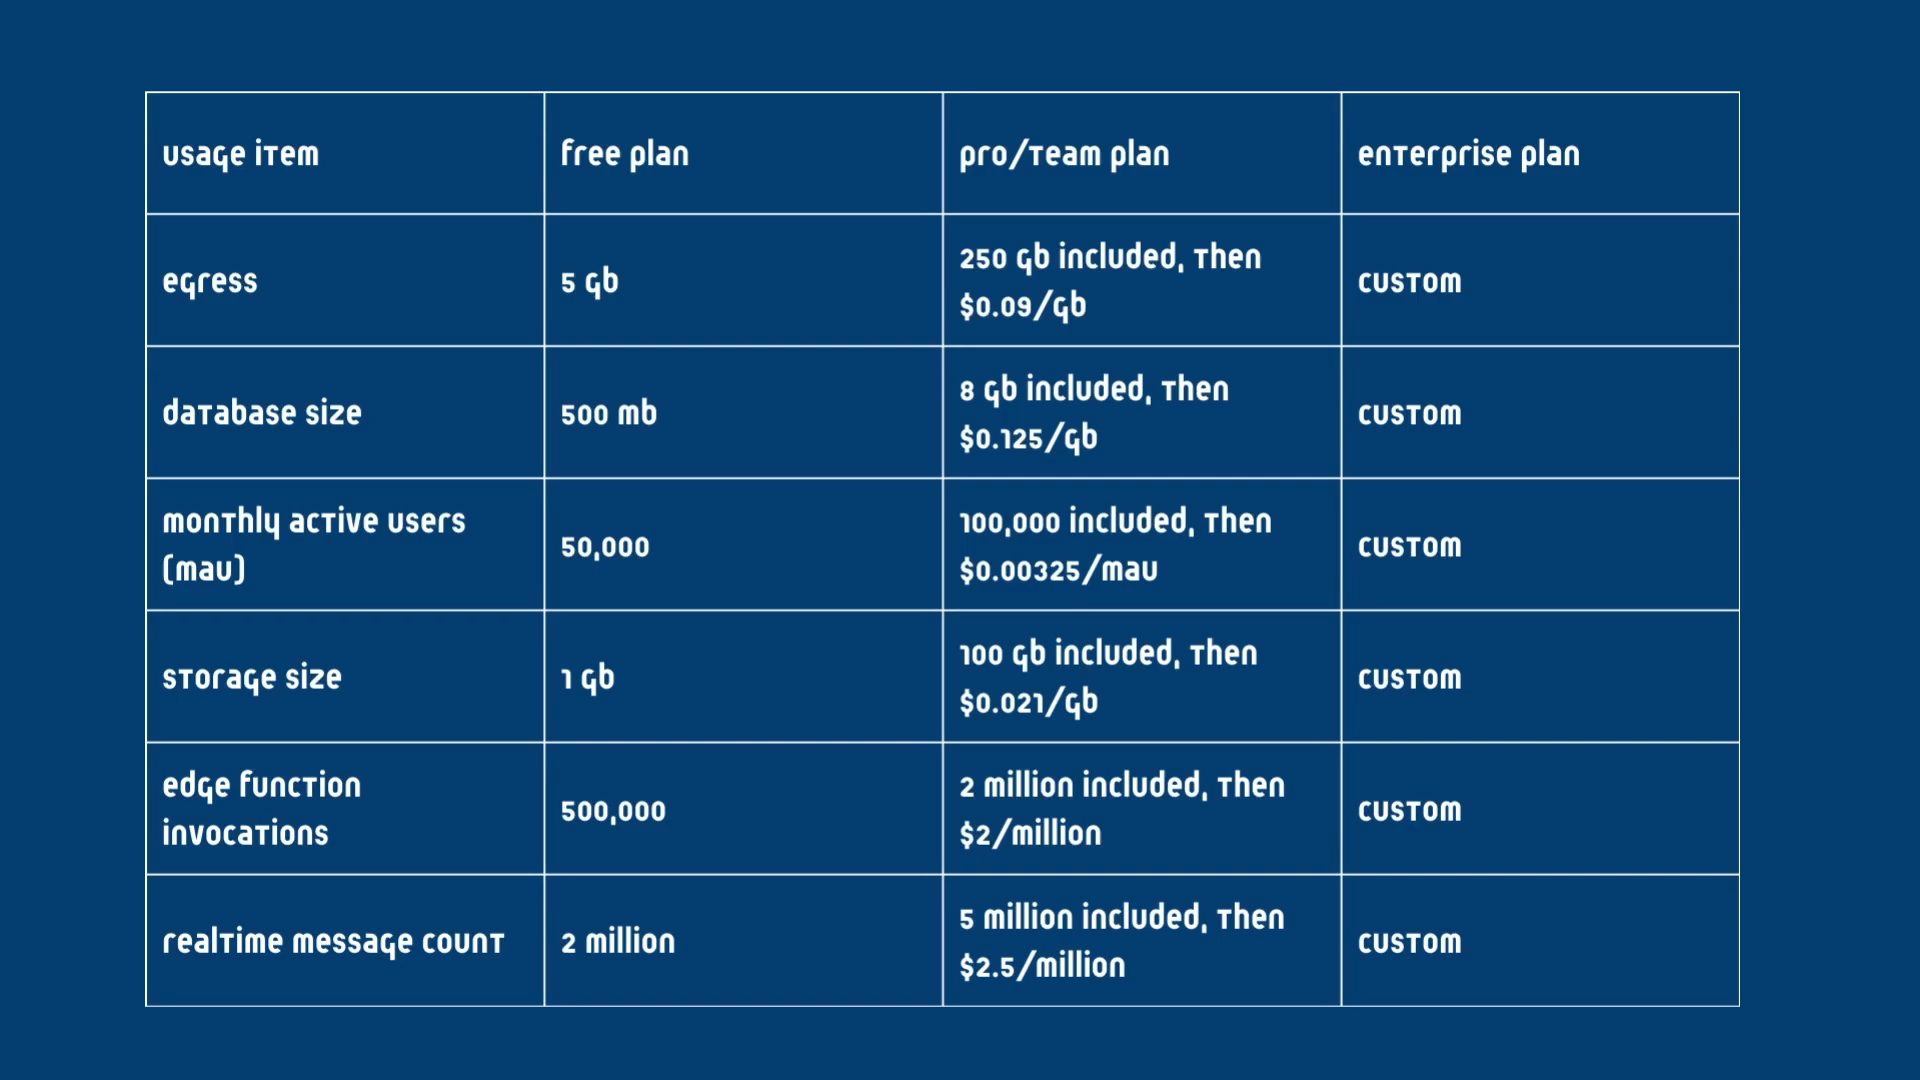 usage item
free plan
pro/team plan
enterprise plan
egress
5 gb
250 gb included, then
$0.09/gb
custom
database size
500 mb
8 gb included, then
$0.125/gb
custom
monthly active users
(mau)
50,000
100,000 included, then
$0.00325/mau
custom
storage size
1 gb
100 gb included, then
$0.021/gb
custom
edge function
invocations
500,000
2 million included, then
$2/million
custom
realtime message count
2 million
5 million included, then
$2.5/million
custom